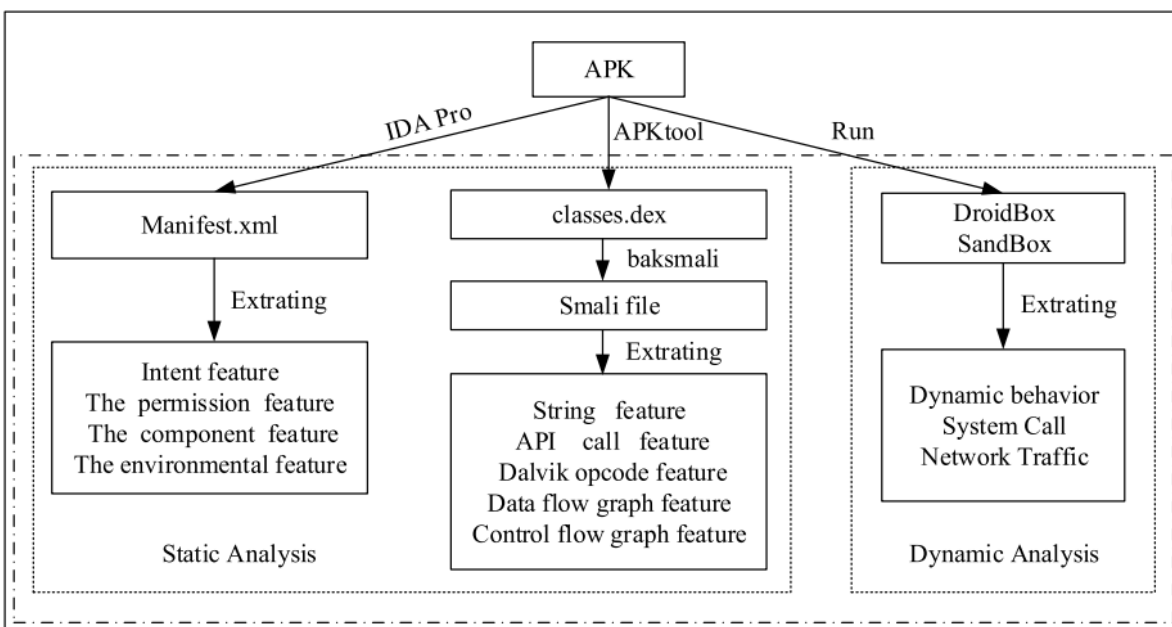 APK
IDA Pro
APKtool
Run
Manifest.xml
classes.dex
DroidBox
SandBox
baksmali
Extrating
Smali file
Extrating
Extrating
Intent feature
The permission feature
The component feature
The environmental feature
String feature
API call feature
Dalvik opcode feature
Data flow graph feature
Control flow graph feature
Dynamic behavior
System Call
Network Traffic
Static Analysis
Dynamic Analysis